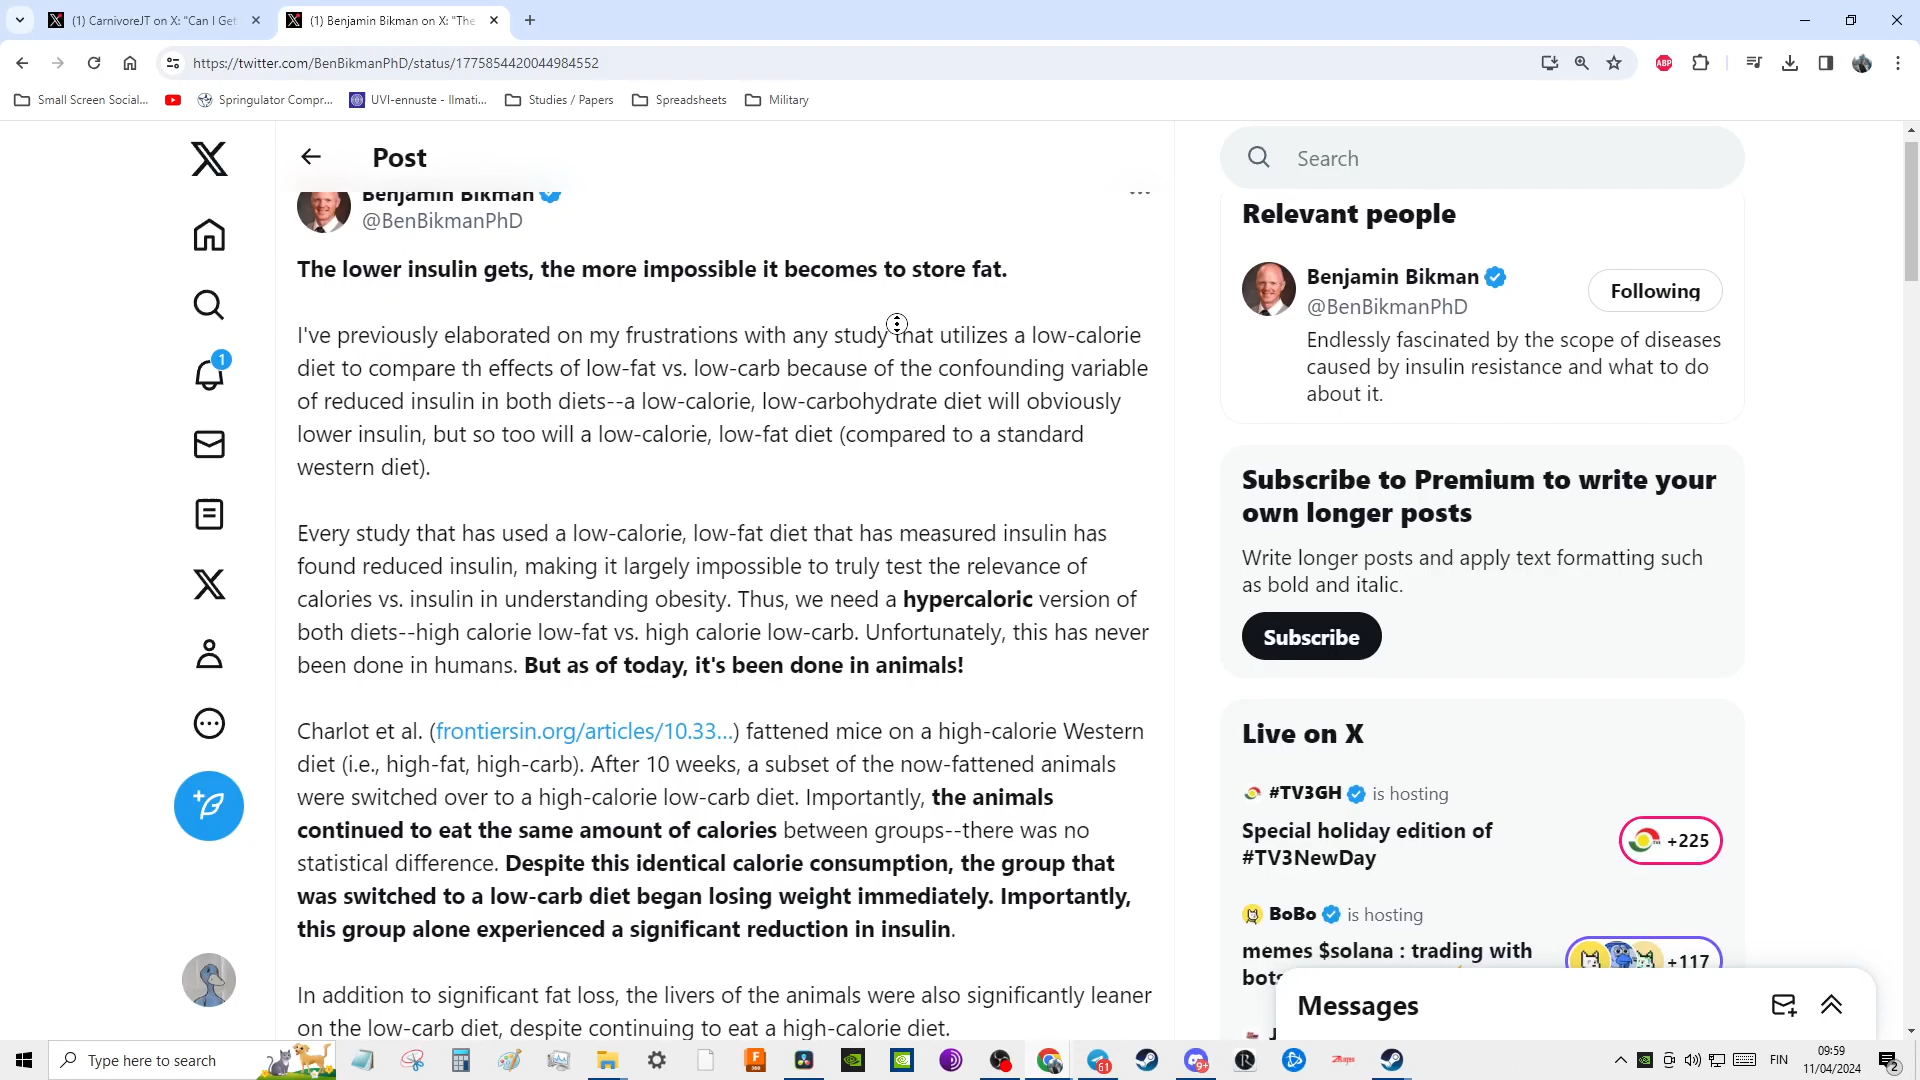 (1) CarnivoreJT on X: "Can I Get
(1) Benjamin Bikman on X: "The
https://twitter.com/BenBikmanPhD/status/1775854420044984552
ABP
Small Screen Social...
Springulator Compr...
UVI-ennuste - Ilmati...
Studies / Papers
Spreadsheets
Military
Post
Benjamin Bikman
@BenBikmanPhD
The lower insulin gets, the more impossible it becomes to store fat.
I've previously elaborated on my frustrations with any study that utilizes a low-calorie
diet to compare th effects of low-fat vs. low-carb because of the confounding variable
of reduced insulin in both diets--a low-calorie, low-carbohydrate diet will obviously
lower insulin, but so too will a low-calorie, low-fat diet (compared to a standard
western diet).
Every study that has used a low-calorie, low-fat diet that has measured insulin has
found reduced insulin, making it largely impossible to truly test the relevance of
calories vs. insulin in understanding obesity. Thus, we need a hypercaloric version of
both diets--high calorie low-fat vs. high calorie low-carb. Unfortunately, this has never
been done in humans. But as of today, it's been done in animals!
Charlot et al. (frontiersin.org/articles/10.33...) fattened mice on a high-calorie Western
diet (i.e., high-fat, high-carb). After 10 weeks, a subset of the now-fattened animals
were switched over to a high-calorie low-carb diet. Importantly, the animals
continued to eat the same amount of calories between groups--there was no
statistical difference. Despite this identical calorie consumption, the group that
was switched to a low-carb diet began losing weight immediately. Importantly,
this group alone experienced a significant reduction in insulin.
In addition to significant fat loss, the livers of the animals were also significantly leaner
on the low-carb diet, despite continuing to eat a high-calorie diet.
1
Search
Relevant people
Benjamin Bikman
@BenBikmanPhD
Following
Endlessly fascinated by the scope of diseases
caused by insulin resistance and what to do
about it.
Subscribe to Premium to write your
own longer posts
Write longer posts and apply text formatting such
as bold and italic.
Subscribe
Live on X
#TV3GH is hosting
Special holiday edition of
#TV3NewDay
+225
BoBo is hosting
memes $solana : trading with
bots
+117
Messages
Type here to search
61
9+
FIN
09:59
11/04/2024
2